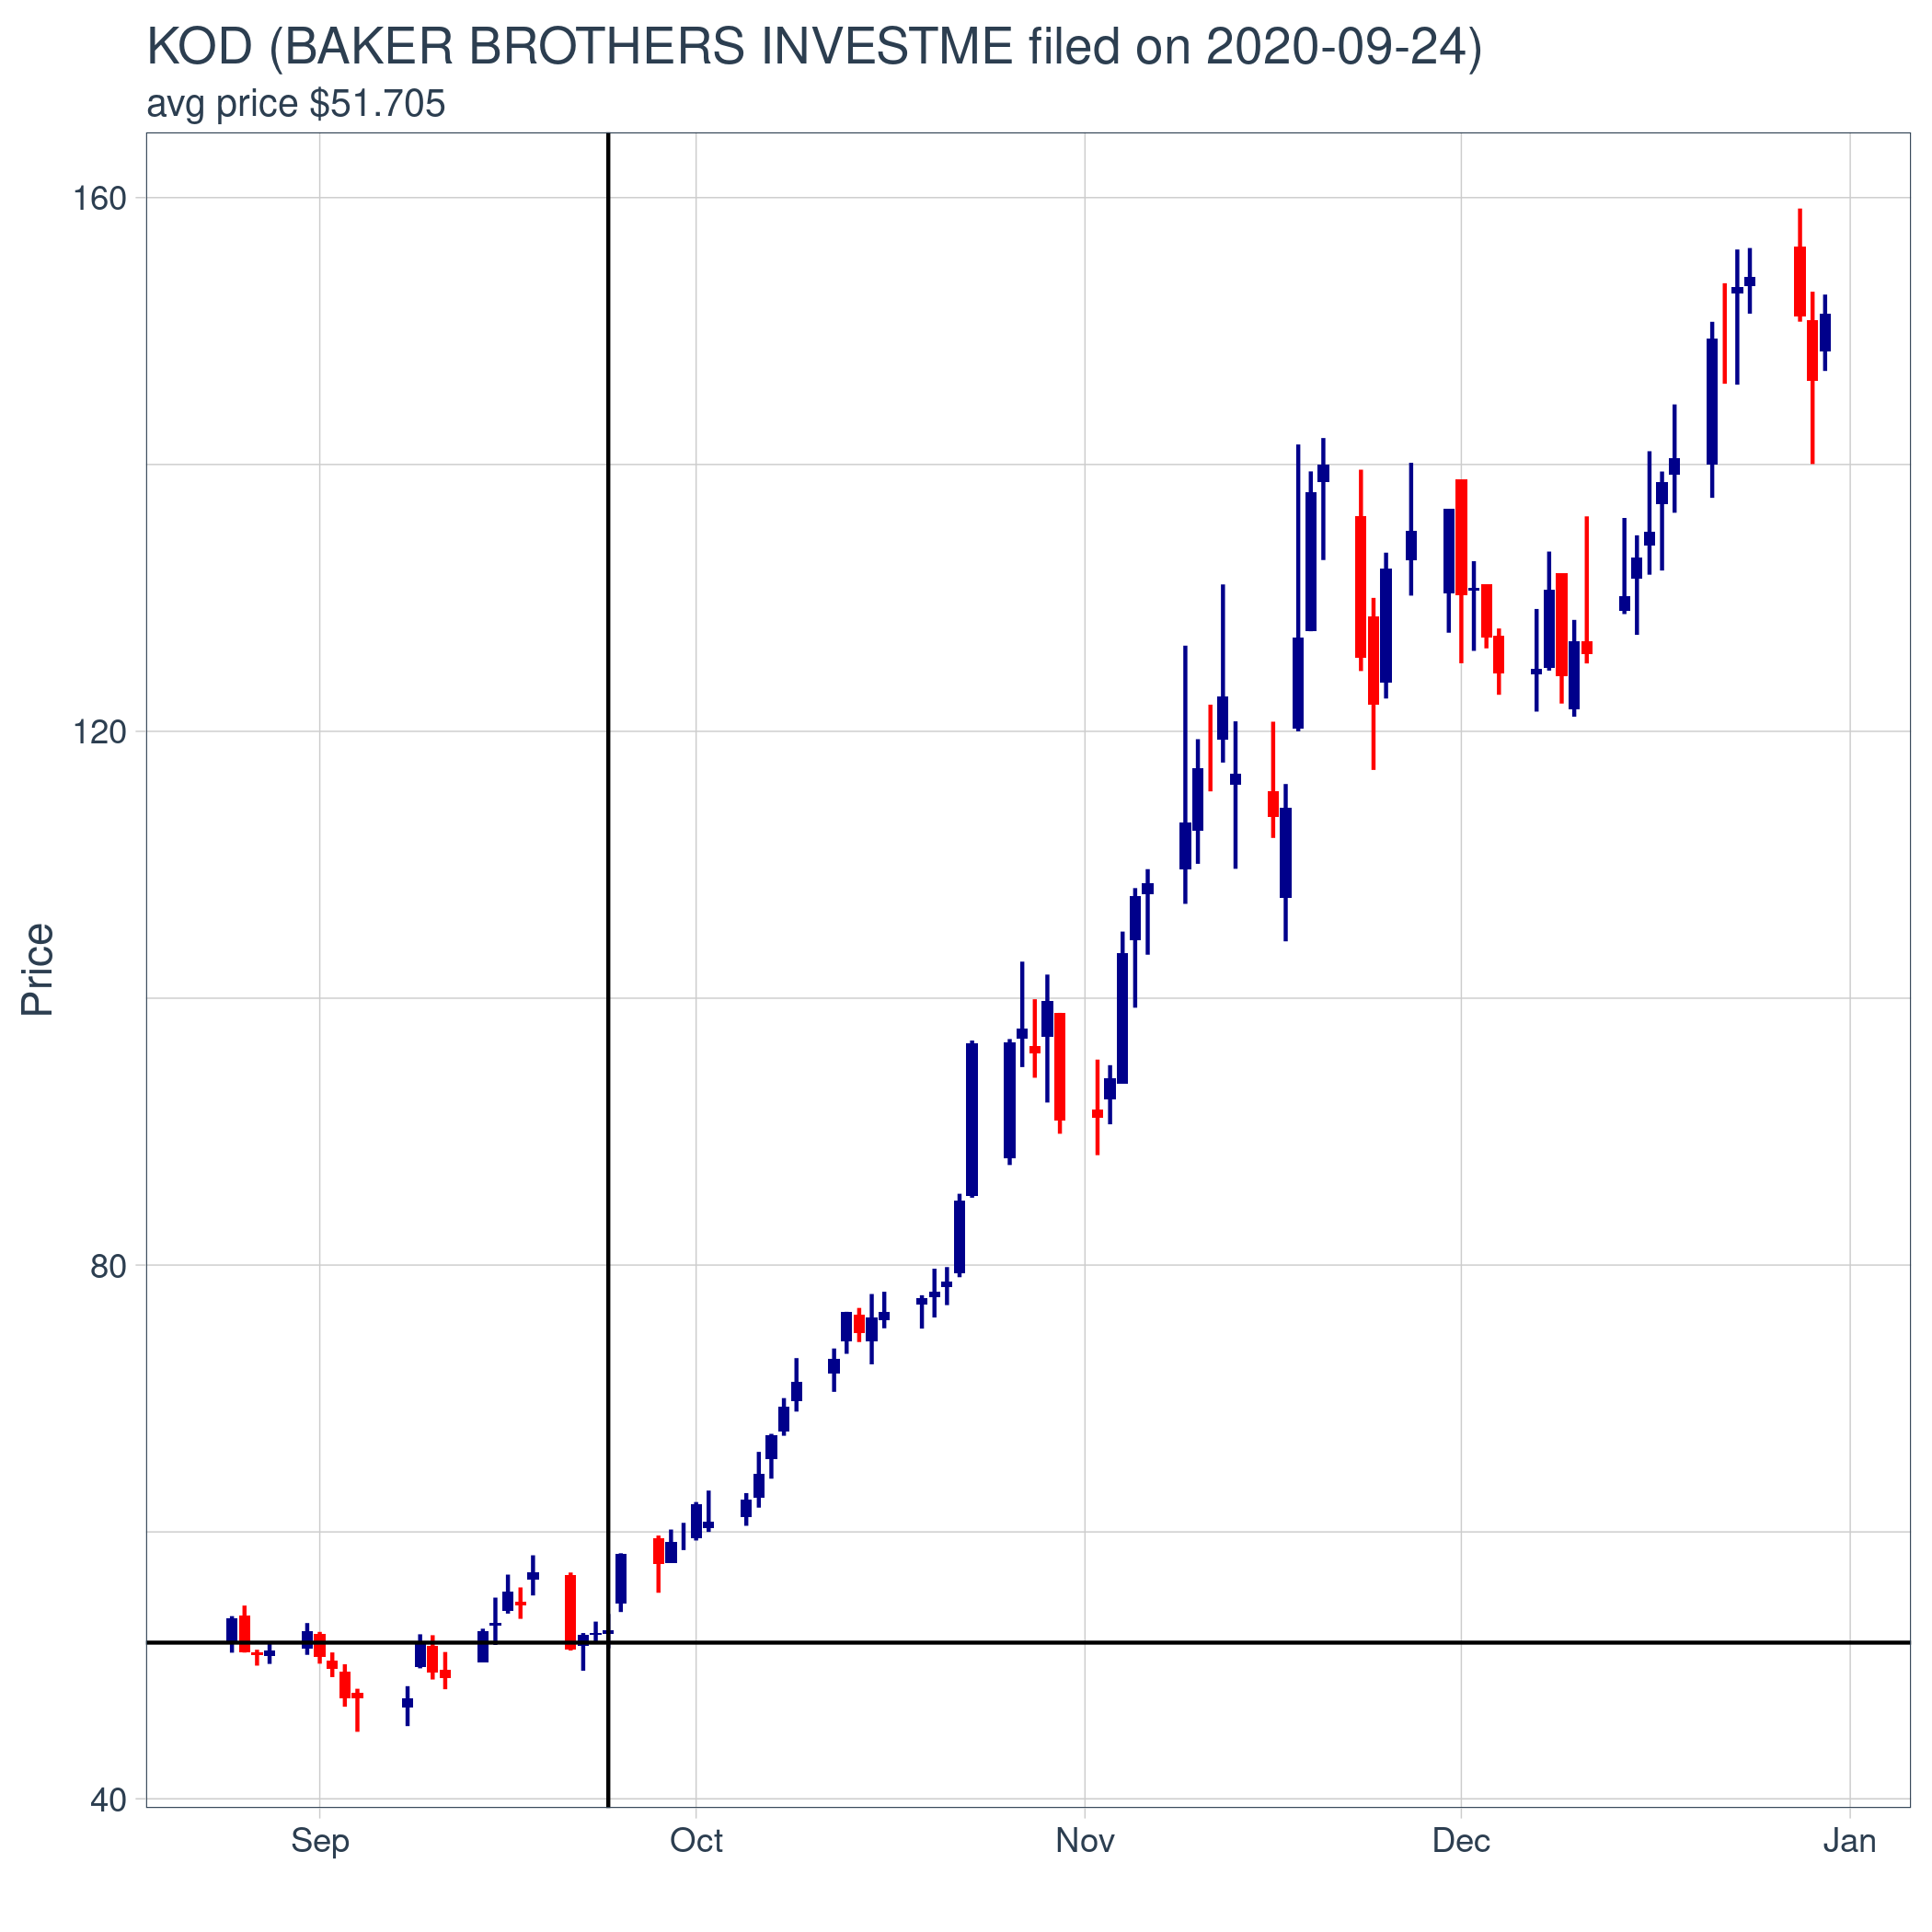 KOD (BAKER BROTHERS INVESTME filed on 2020-09-24)
avg price $51.705
160
120
80
40
Price
Sep
Oct
Nov
Dec
Jan